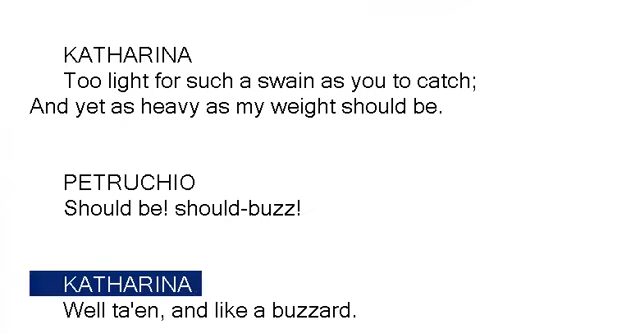 KATHARINA
Too light for such a swain as you to catch;
And yet as heavy as my weight should be.
PETRUCHIO
Should be! should-buzz!
KATHARINA
Well ta'en, and like a buzzard.